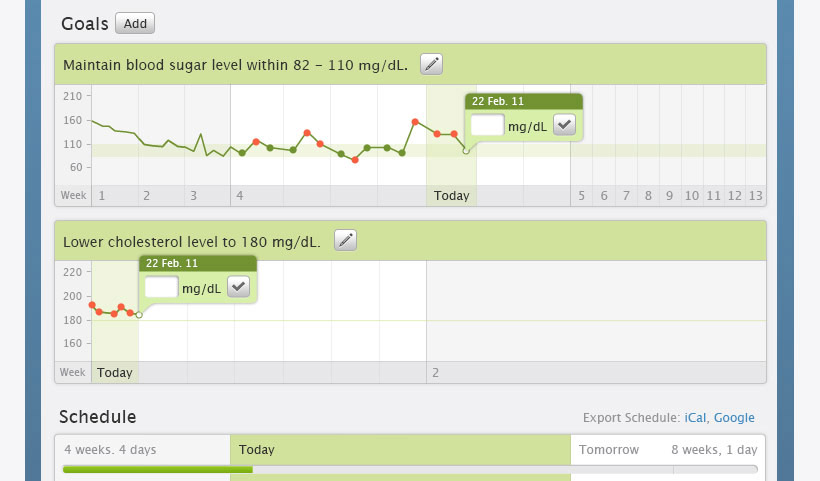 Goals Add
Maintain blood sugar level within 82 – 110 mg/dL.
22 Feb. 11
210
160
mg/dL
110
60
Week 1 2 3 4 Today 5 6 7 8 9 10 11 12 13
Lower cholesterol level to 180 mg/dL.
22 Feb. 11
220
mg/dL
200
180
160
Week Today 2
Schedule Export Schedule: iCal, Google
4 weeks. 4 days Today Tomorrow 8 weeks, 1 day